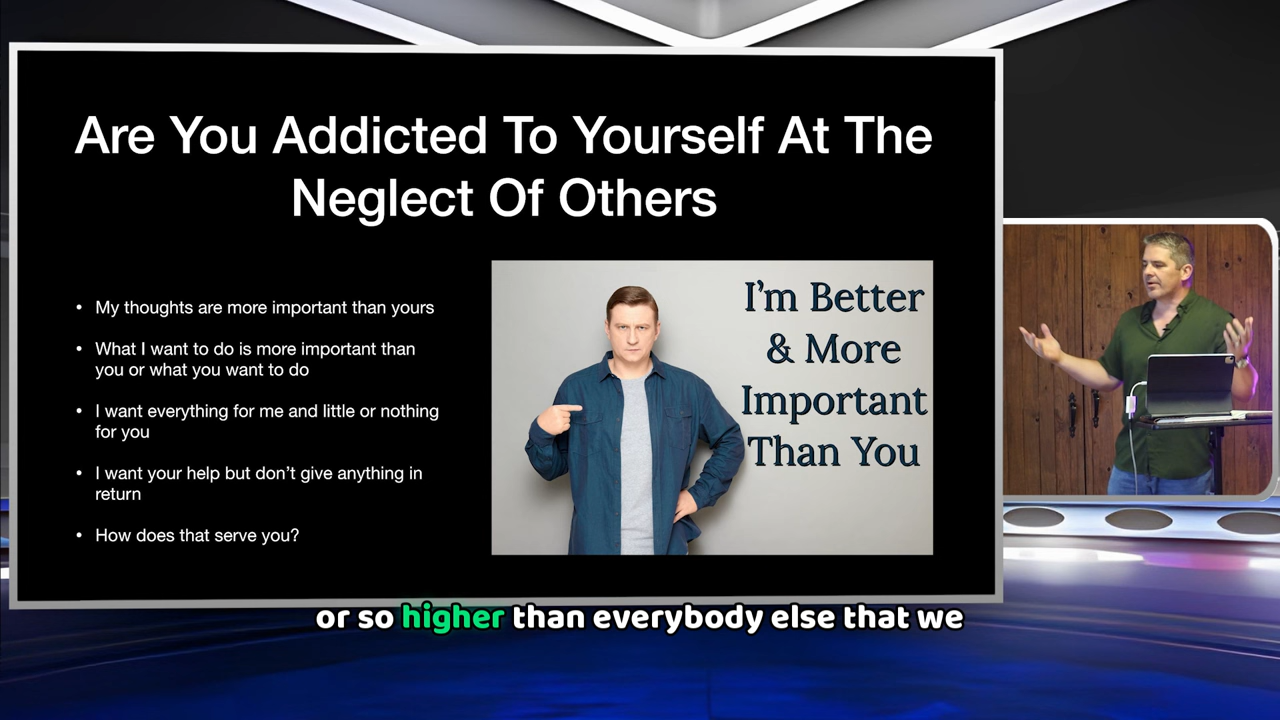 Are You Addicted To Yourself At The
Neglect Of Others
• My thoughts are more important than yours
• What I want to do is more important than
you or what you want to do
• I want everything for me and little or nothing
for you
• I want your help but don't give anything in
return
• How does that serve you?
I'm Better
& More
Important
Than You
or so higher than everybody else that we